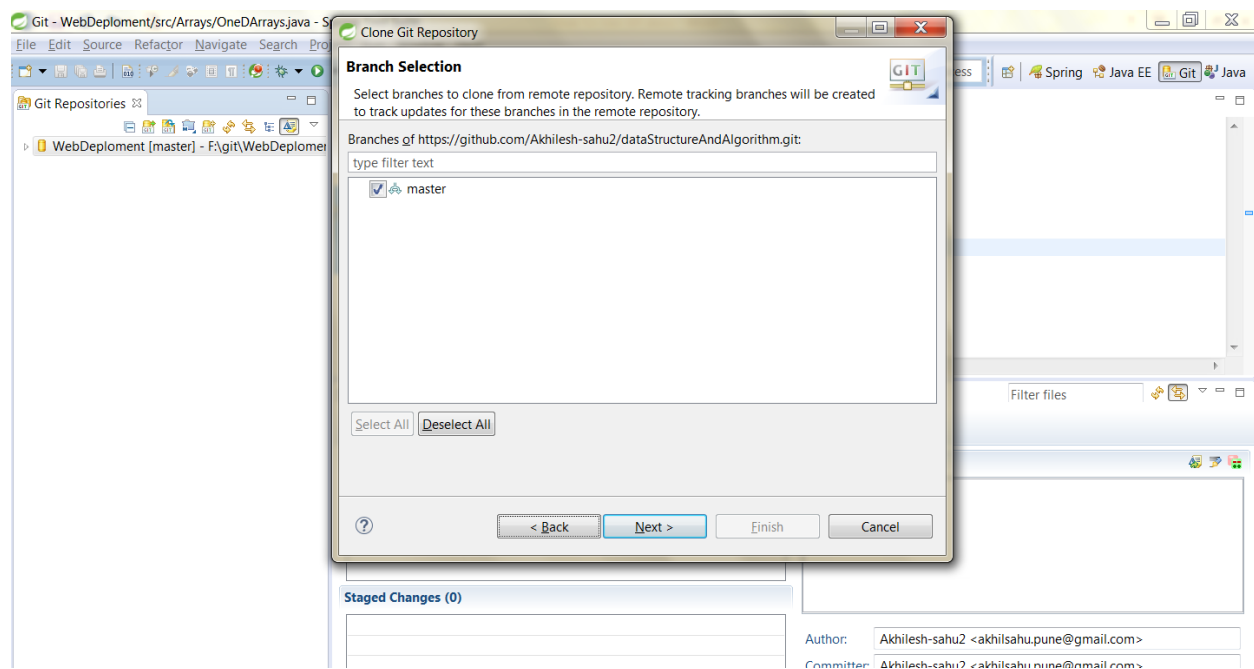 Git - WebDeploment/src/Arrays/OneDArrays.java - S
File Edit Source Refactor Navigate Search Proj
Git Repositories
WebDeploment [master] - F:\git\WebDeplomer
Clone Git Repository
Branch Selection
GIT
Select branches to clone from remote repository. Remote tracking branches will be created
to track updates for these branches in the remote repository.
Branches of https://github.com/Akhilesh-sahu2/dataStructureAndAlgorithm.git:
type filter text
master
Select All Deselect All
? < Back Next > Finish Cancel
ess Spring Java EE Git Java
Filter files
Staged Changes (0)
Author: Akhilesh-sahu2 <akhilsahu.pune@gmail.com>
Committer: Akhilesh-sahu2 <akhilsahu.pune@gmail.com>